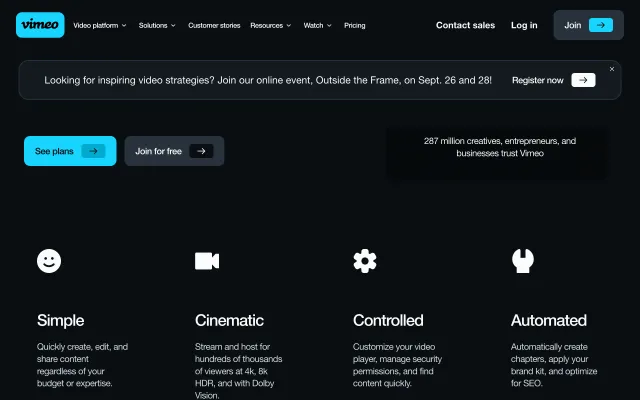 vimeo
Video platform
Solutions
Customer stories
Resources
Watch
Pricing
Contact sales
Log in
Join
Looking for inspiring video strategies? Join our online event, Outside the Frame, on Sept. 26 and 28!
Register now
See plans
Join for free
287 million creatives, entrepreneurs, and
businesses trust Vimeo
Simple
Quickly create, edit, and
share content
regardless of your
budget or expertise.
Cinematic
Stream and host for
hundreds of thousands
of viewers at 4k, 8k
HDR, and with Dolby
Vision.
Controlled
Customize your video
player, manage security
permissions, and find
content quickly.
Automated
Automatically create
chapters, apply your
brand kit, and optimize
for SEO.